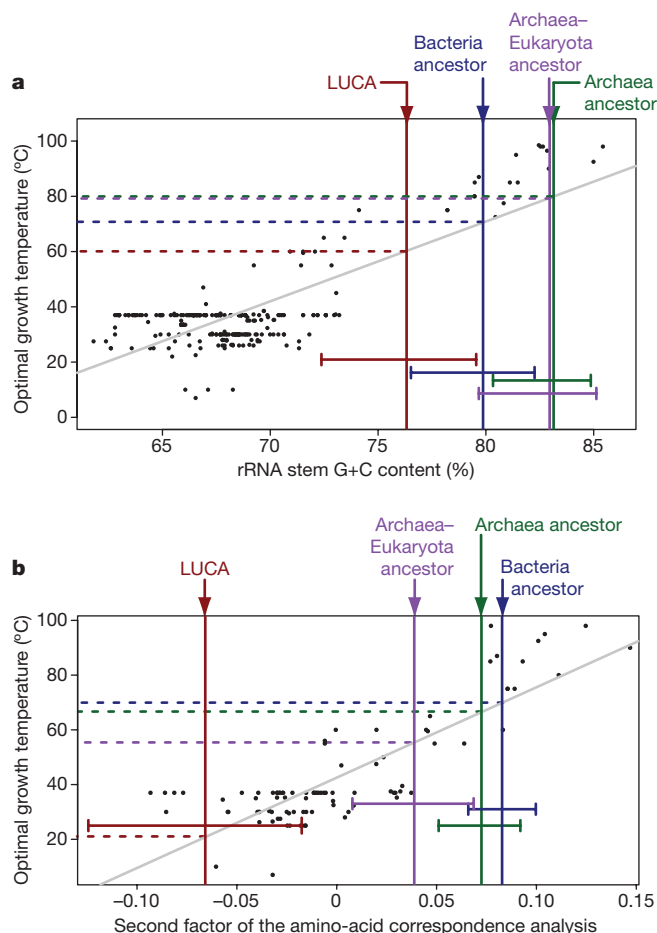 a
LUCA
Bacteria
ancestor
Archaea–
Eukaryota
ancestor
Archaea
ancestor
Optimal growth temperature (ºC)
100
80
60
40
20
0
65
70
75
80
85
rRNA stem G+C content (%)
b
LUCA
Archaea–
Eukaryota
ancestor
Archaea ancestor
Bacteria
ancestor
Optimal growth temperature (ºC)
100
80
60
40
20
–0.10
–0.05
0
0.05
0.10
0.15
Second factor of the amino-acid correspondence analysis